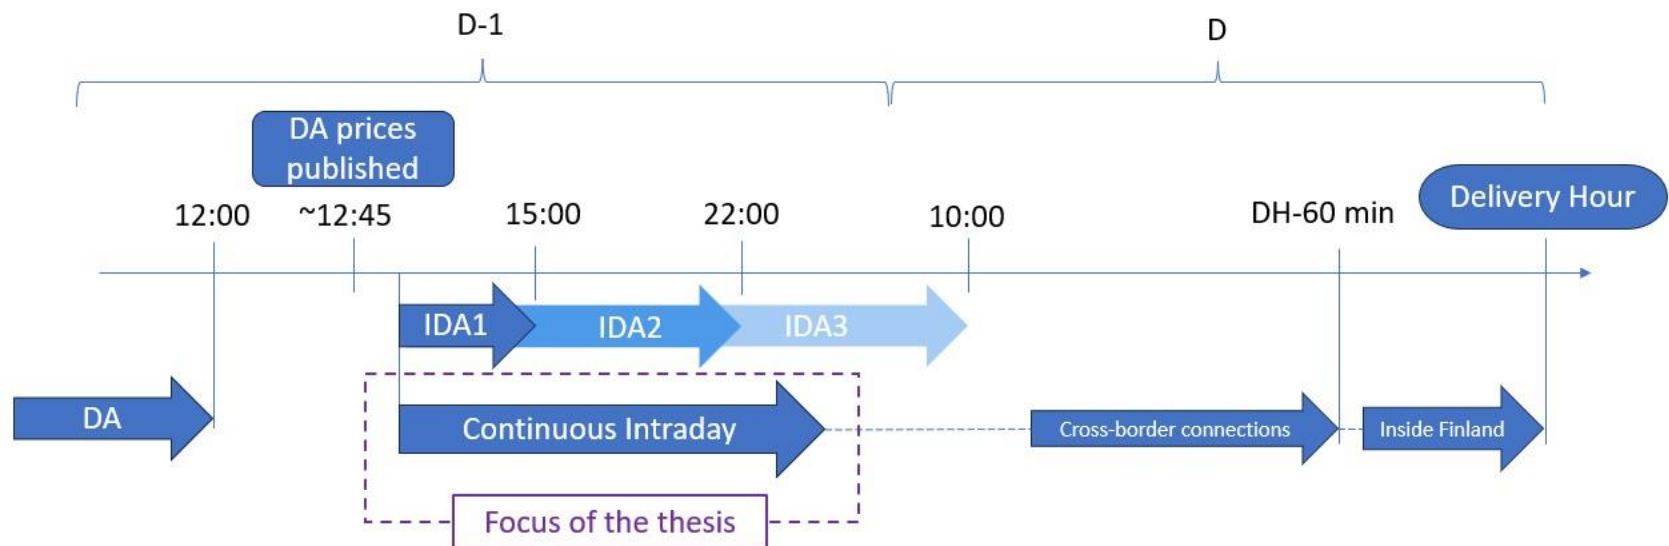 D-1
D
DA prices
published
Delivery Hour
12:00
~12:45
15:00
22:00
10:00
DH-60 min
IDA1
IDA2
IDA3
DA
Continuous Intraday
Cross-border connections
Inside Finland
Focus of the thesis